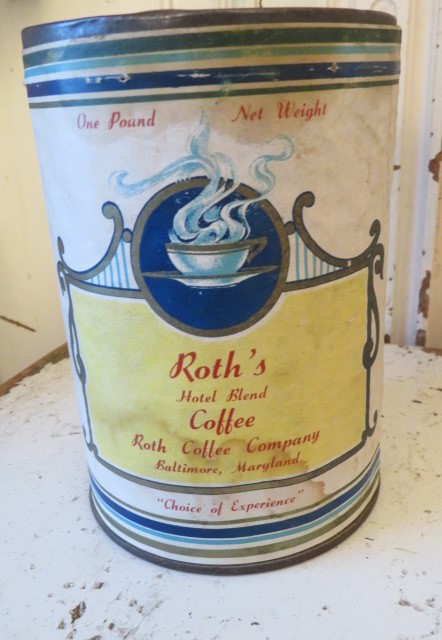 One Pound Net Weight
Roth's
Hotel Blend
Coffee
Roth Coffee Company
Baltimore, Maryland
"Choice of Experience"